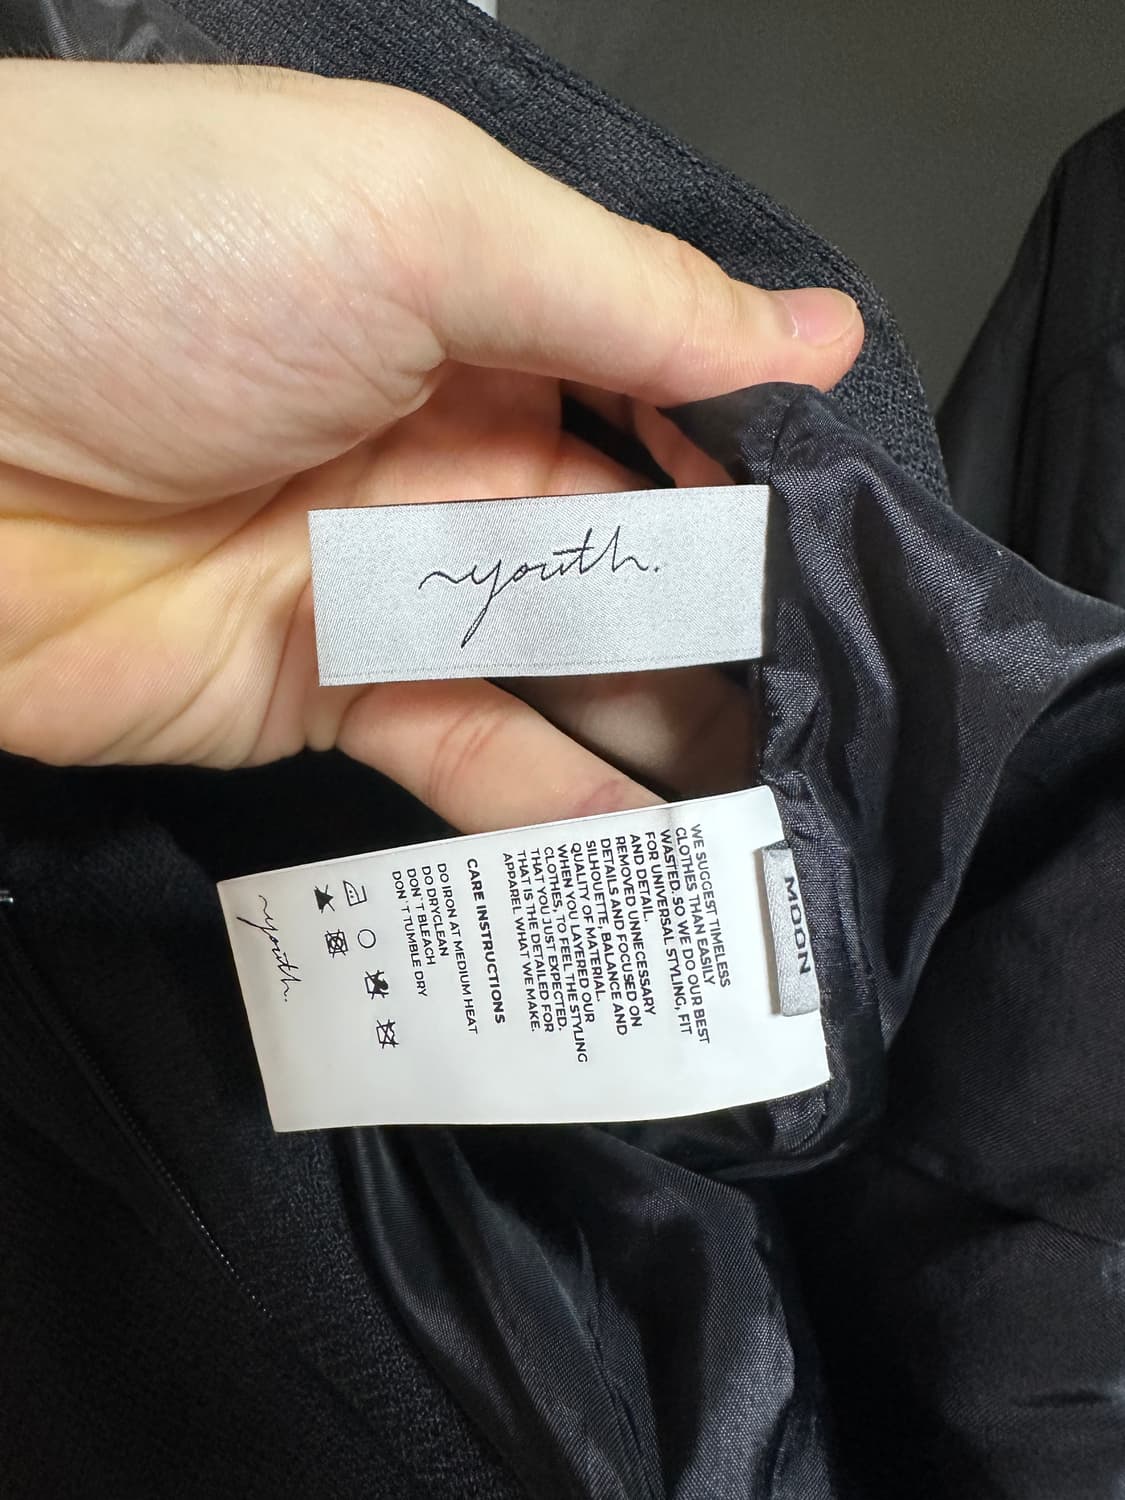 ~youth.
MOON
WE SUGGEST TIMELESS
CLOTHES THAN EASILY
WASTED. SO WE DO OUR BEST
FOR UNIVERSAL STYLING, FIT
AND DETAIL.
REMOVED UNNECESSARY
DETAILS AND FOCUSED ON
SILHOUETTE, BALANCE AND
QUALITY OF MATERIAL.
WHEN YOU LAYERED OUR
CLOTHES, TO FEEL THE STYLING
THAT YOU JUST EXPECTED.
THAT IS THE DETAILED FOR
APPAREL WHAT WE MAKE.
CARE INSTRUCTIONS
DO IRON AT MEDIUM HEAT
DO DRYCLEAN
DON'T BLEACH
DON'T TUMBLE DRY
~youth.